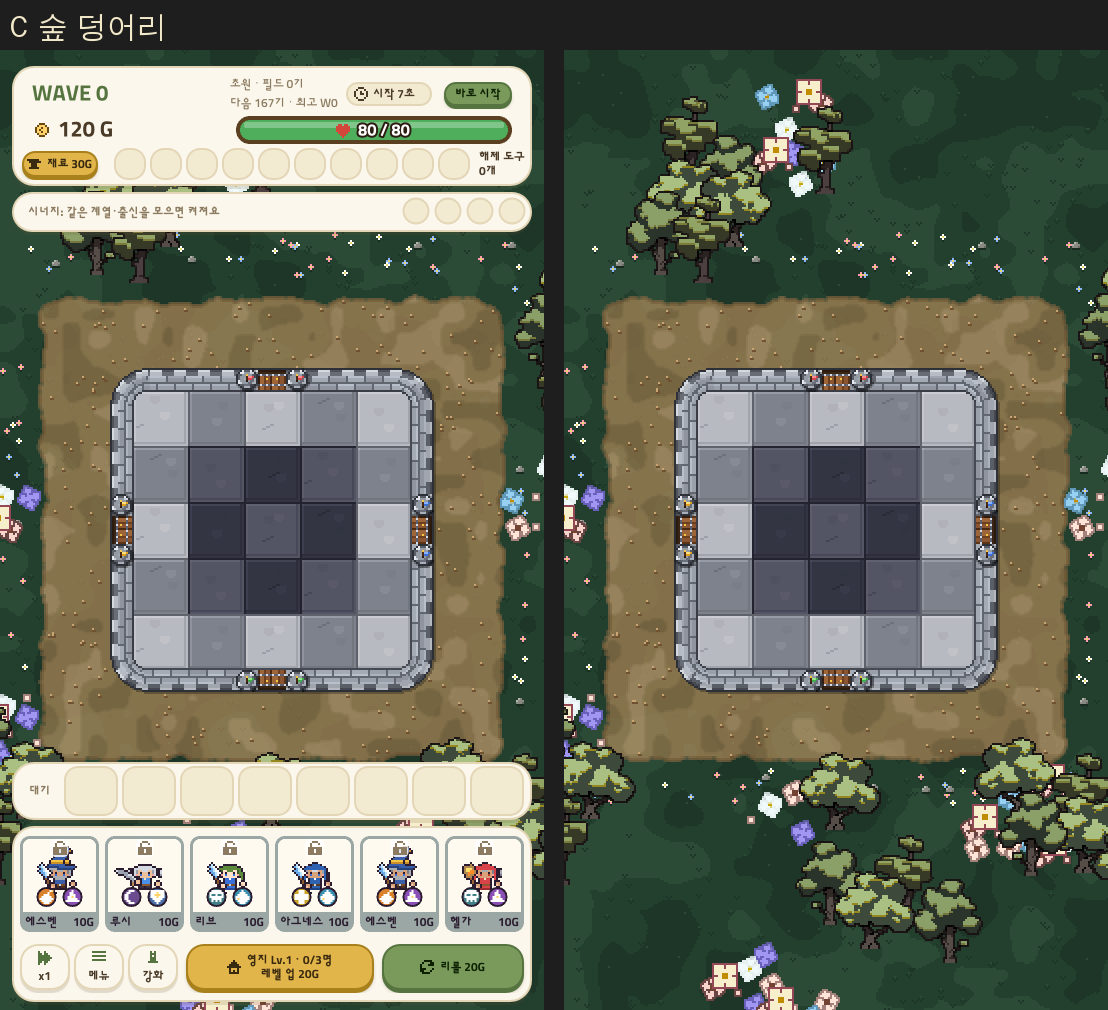 C 숲 덩어리
WAVE 0
초원 · 필드 0기
다음 167기 · 최고 W0
시작 7초
바로 시작
120 G
80 / 80
재료 30G
해제 도구
0개
시너지: 같은 계열·출신을 모으면 켜져요
대기
에스벤 10G
루시 10G
리브 10G
아그네스 10G
에스벤 10G
헬가 10G
x1
메뉴
강화
영지 Lv.1 · 0/3명
레벨 업 20G
리롤 20G